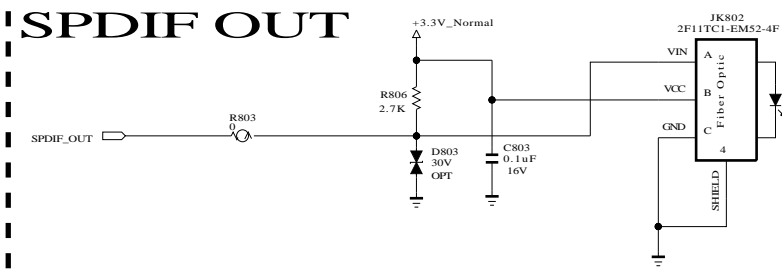 SPDIF OUT
+3.3V_Normal
JK802
2F11TC1-EM52-4F
VIN
A
R806
2.7K
VCC
B
Fiber Optic
R803
0
SPDIF_OUT
GND
C
D803
30V
OPT
C803
0.1uF
16V
4
SHIELD